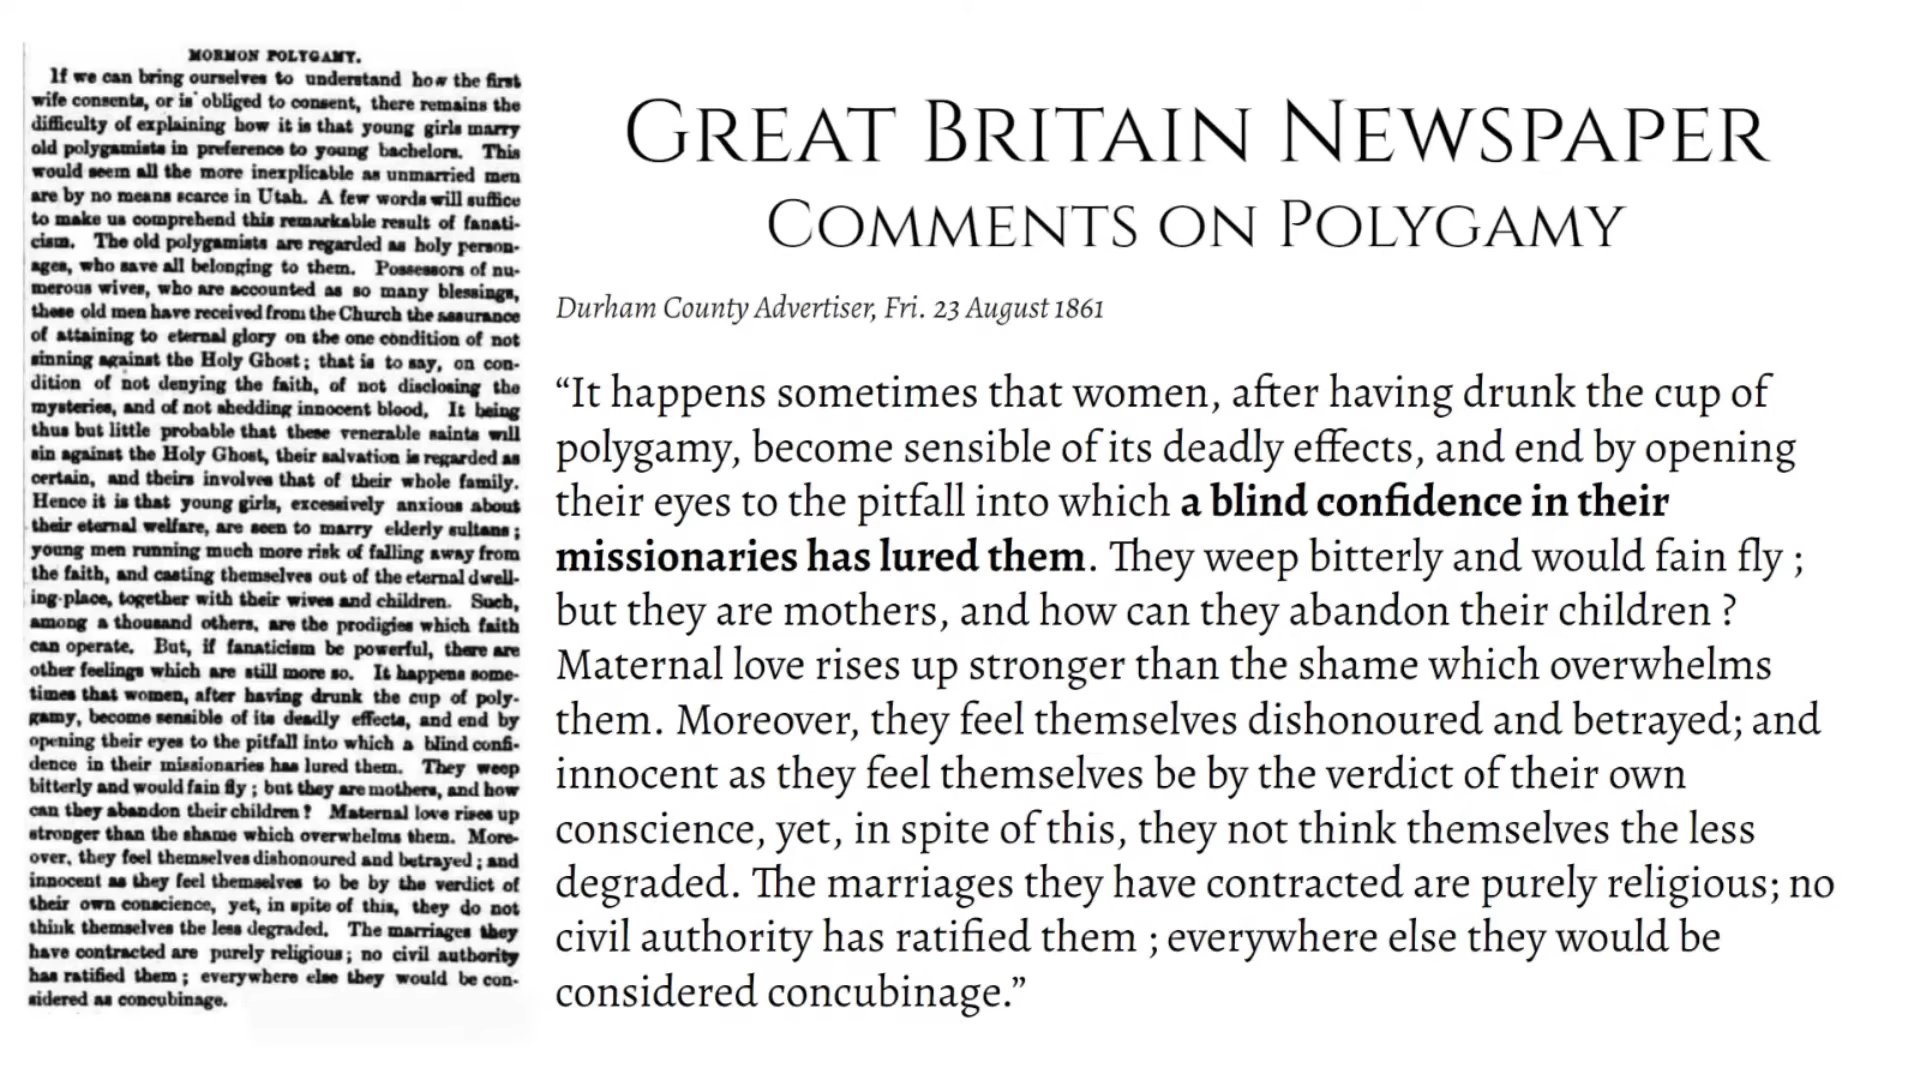 MORMON POLYGAMY.
If we can bring ourselves to understand how the first
wife consents, or is obliged to consent, there remains the
difficulty of explaining how it is that young girls marry
old polygamists in preference to young bachelors. This
would seem all the more inexplicable as unmarried men
are by no means scarce in Utah. A few words will suffice
to make us comprehend this remarkable result of fanati-
cism. The old polygamists are regarded as holy person-
ages, who save all belonging to them. Possessors of nu-
merous wives, who are accounted as so many blessings,
these old men have received from the Church the assurance
of attaining to eternal glory on the one condition of not
sinning against the Holy Ghost; that is to say, on con-
dition of not denying the faith, of not disclosing the
mysteries, and of not shedding innocent blood. It being
thus but little probable that these venerable saints will
sin against the Holy Ghost, their salvation is regarded as
certain, and theirs involves that of their whole family.
Hence it is that young girls, excessively anxious about
their eternal welfare, are seen to marry elderly sultans;
young men running much more risk of falling away from
the faith, and casting themselves out of the eternal dwell-
ing-place, together with their wives and children. Such,
among a thousand others, are the prodigies which faith
can operate. But, if fanaticism be powerful, there are
other feelings which are still more so. It happens some-
times that women, after having drunk the cup of poly-
gamy, become sensible of its deadly effects, and end by
opening their eyes to the pitfall into which a blind confi-
dence in their missionaries has lured them. They weep
bitterly and would fain fly; but they are mothers, and how
can they abandon their children? Maternal love rises up
stronger than the shame which overwhelms them. More-
over, they feel themselves dishonoured and betrayed; and
innocent as they feel themselves to be by the verdict of
their own conscience, yet, in spite of this, they do not
think themselves the less degraded. The marriages they
have contracted are purely religious; no civil authority
has ratified them; everywhere else they would be con-
sidered as concubinage.
GREAT BRITAIN NEWSPAPER
COMMENTS ON POLYGAMY
Durham County Advertiser, Fri. 23 August 1861
“It happens sometimes that women, after having drunk the cup of
polygamy, become sensible of its deadly effects, and end by opening
their eyes to the pitfall into which a blind confidence in their
missionaries has lured them. They weep bitterly and would fain fly ;
but they are mothers, and how can they abandon their children ?
Maternal love rises up stronger than the shame which overwhelms
them. Moreover, they feel themselves dishonoured and betrayed; and
innocent as they feel themselves be by the verdict of their own
conscience, yet, in spite of this, they not think themselves the less
degraded. The marriages they have contracted are purely religious; no
civil authority has ratified them ; everywhere else they would be
considered concubinage.”